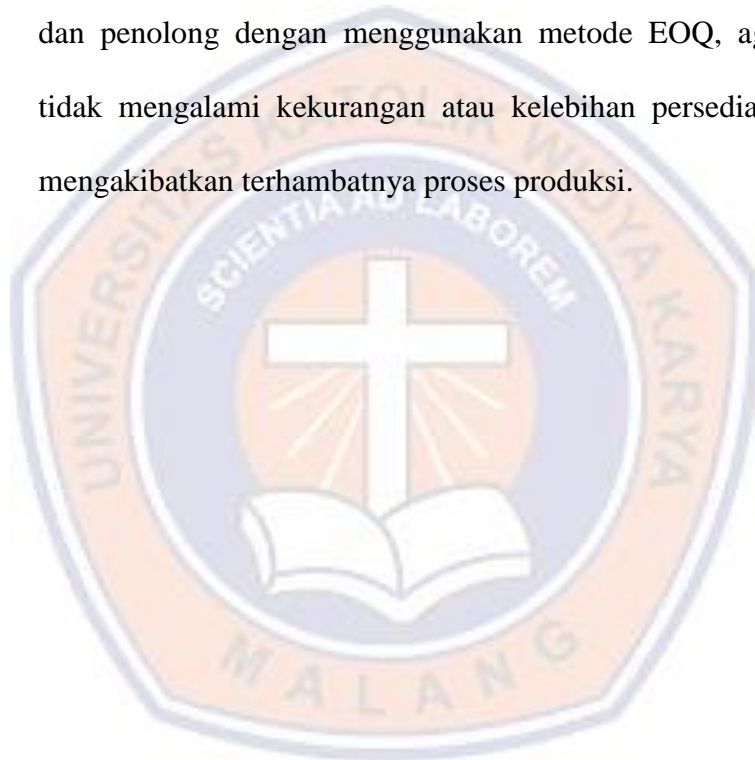 dan penolong dengan menggunakan metode EOQ, ag
tidak mengalami kekurangan atau kelebihan persedia
mengakibatkan terhambatnya proses produksi.
UNIVERSITAS KATOLIK WIDYA KARYA
SCIENTIA AD LABOREM
MALANG